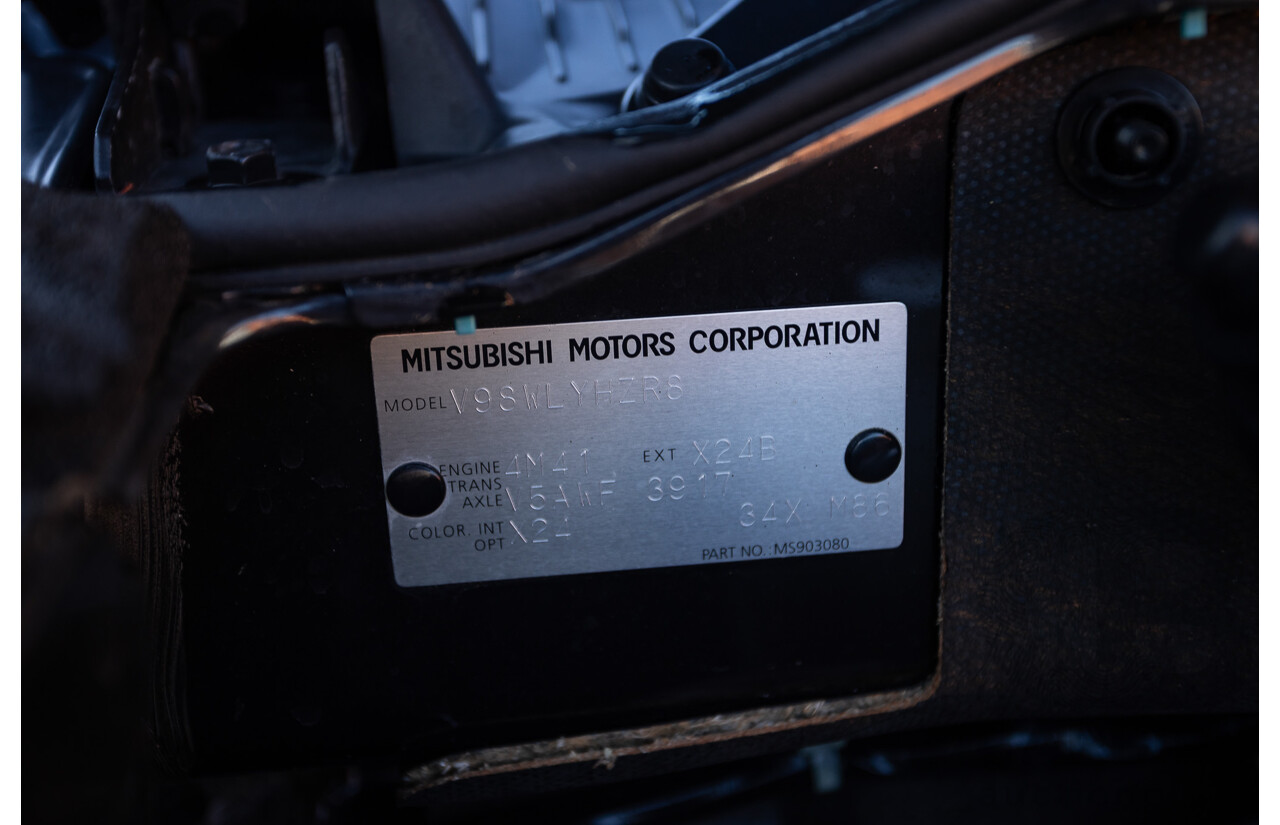 MITSUBISHI MOTORS CORPORATION
MODEL V98WLYHZR8
ENGINE 4M41 EXT X24B
TRANS AXLE V5AWF 3917
COLOR. INT OPT X24 34X M86
PART NO. MS903080